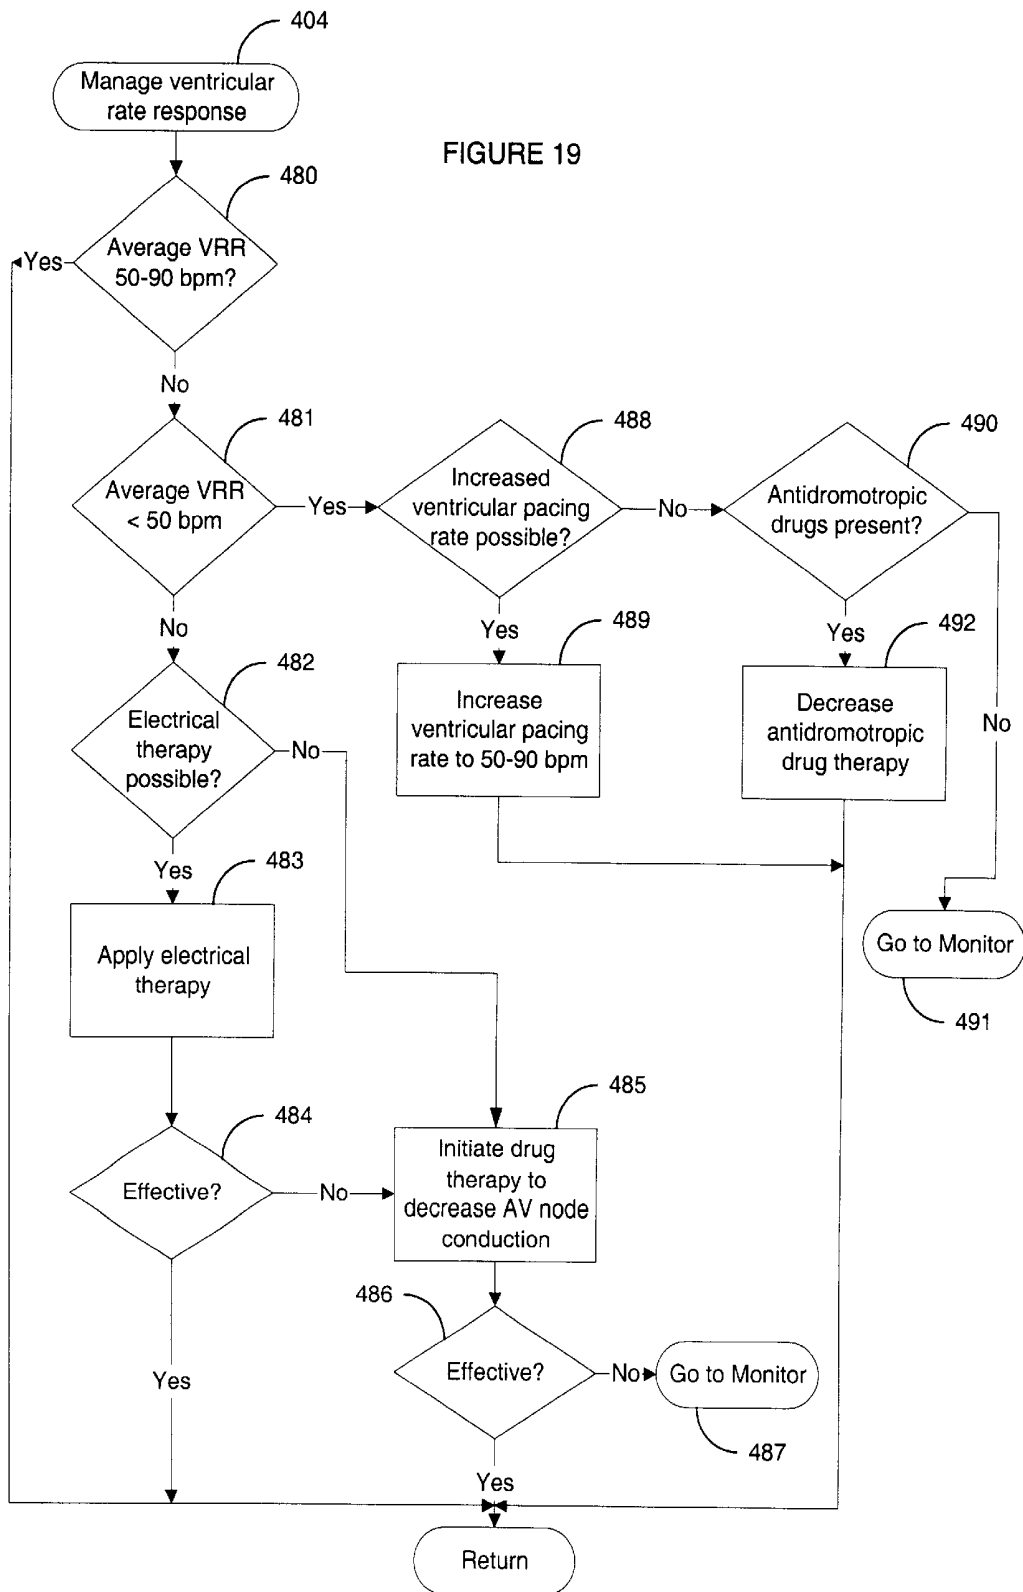 404
Manage ventricular
rate response
FIGURE 19
480
Average VRR
50-90 bpm?
Yes
No
481
Average VRR
< 50 bpm
Yes
488
Increased
ventricular pacing
rate possible?
No
490
Antidromotropic
drugs present?
No
Yes
489
Increase
ventricular pacing
rate to 50-90 bpm
Yes
492
Decrease
antidromotropic
drug therapy
No
482
Electrical
therapy
possible?
No
Yes
483
Apply electrical
therapy
Go to Monitor
491
484
Effective?
No
485
Initiate drug
therapy to
decrease AV node
conduction
486
Effective?
No
Go to Monitor
487
Yes
Yes
Return